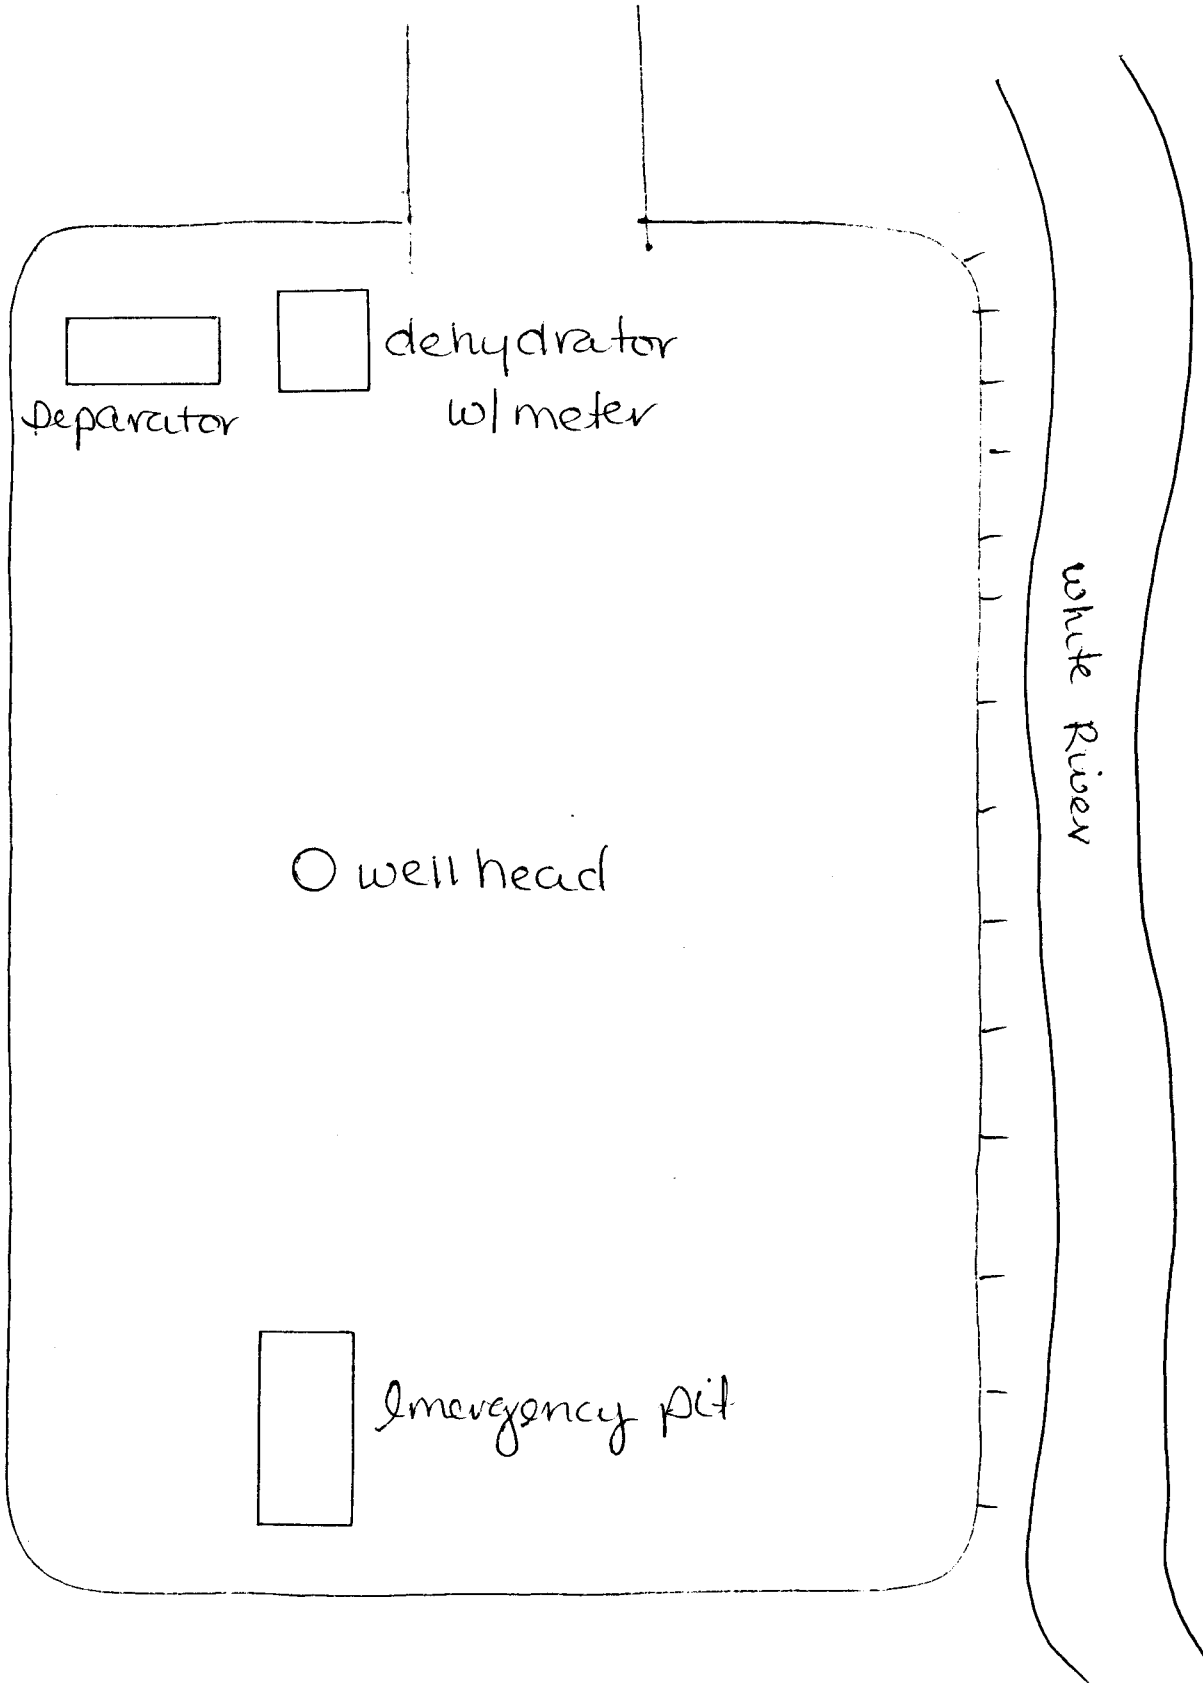 dehydrator
w/ meter
separator
White River
well head
emergency pit